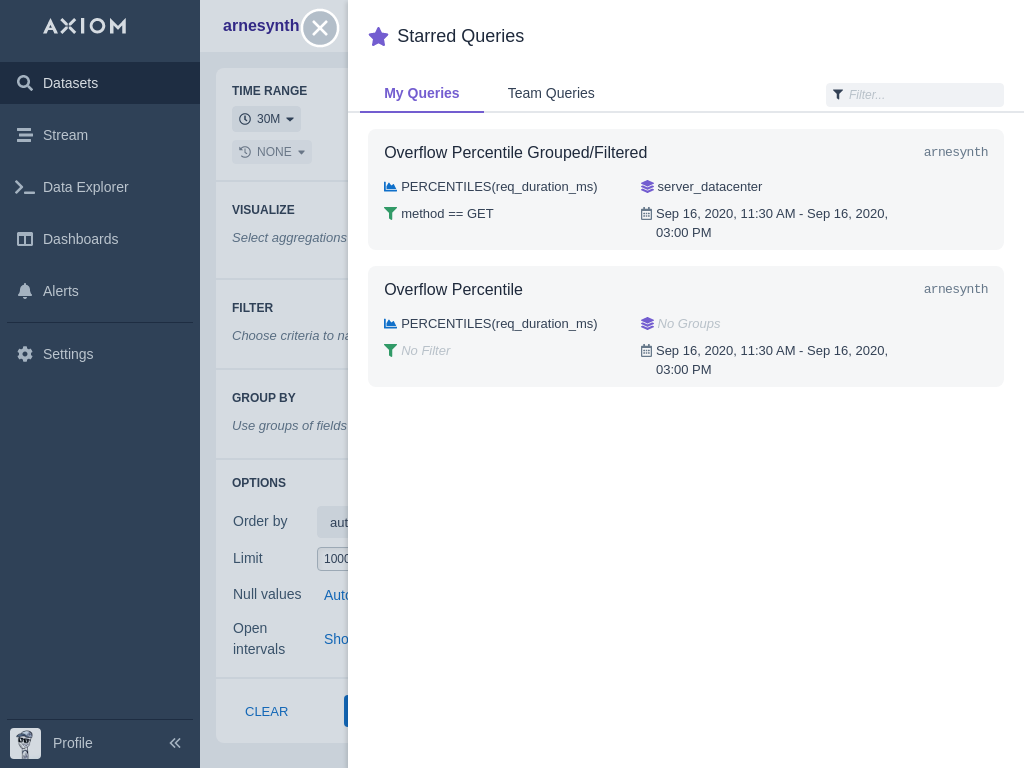 AXIOM
Datasets
Stream
Data Explorer
Dashboards
Alerts
Settings
Profile
arnesynth
TIME RANGE
30M
NONE
VISUALIZE
Select aggregations
FILTER
Choose criteria to na
GROUP BY
Use groups of fields
OPTIONS
Order by aut
Limit 1000
Null values Auto
Open
intervals Sho
CLEAR
Starred Queries
My Queries Team Queries Filter...
Overflow Percentile Grouped/Filtered arnesynth
PERCENTILES(req_duration_ms) server_datacenter
method == GET Sep 16, 2020, 11:30 AM - Sep 16, 2020,
03:00 PM
Overflow Percentile arnesynth
PERCENTILES(req_duration_ms) No Groups
No Filter Sep 16, 2020, 11:30 AM - Sep 16, 2020,
03:00 PM